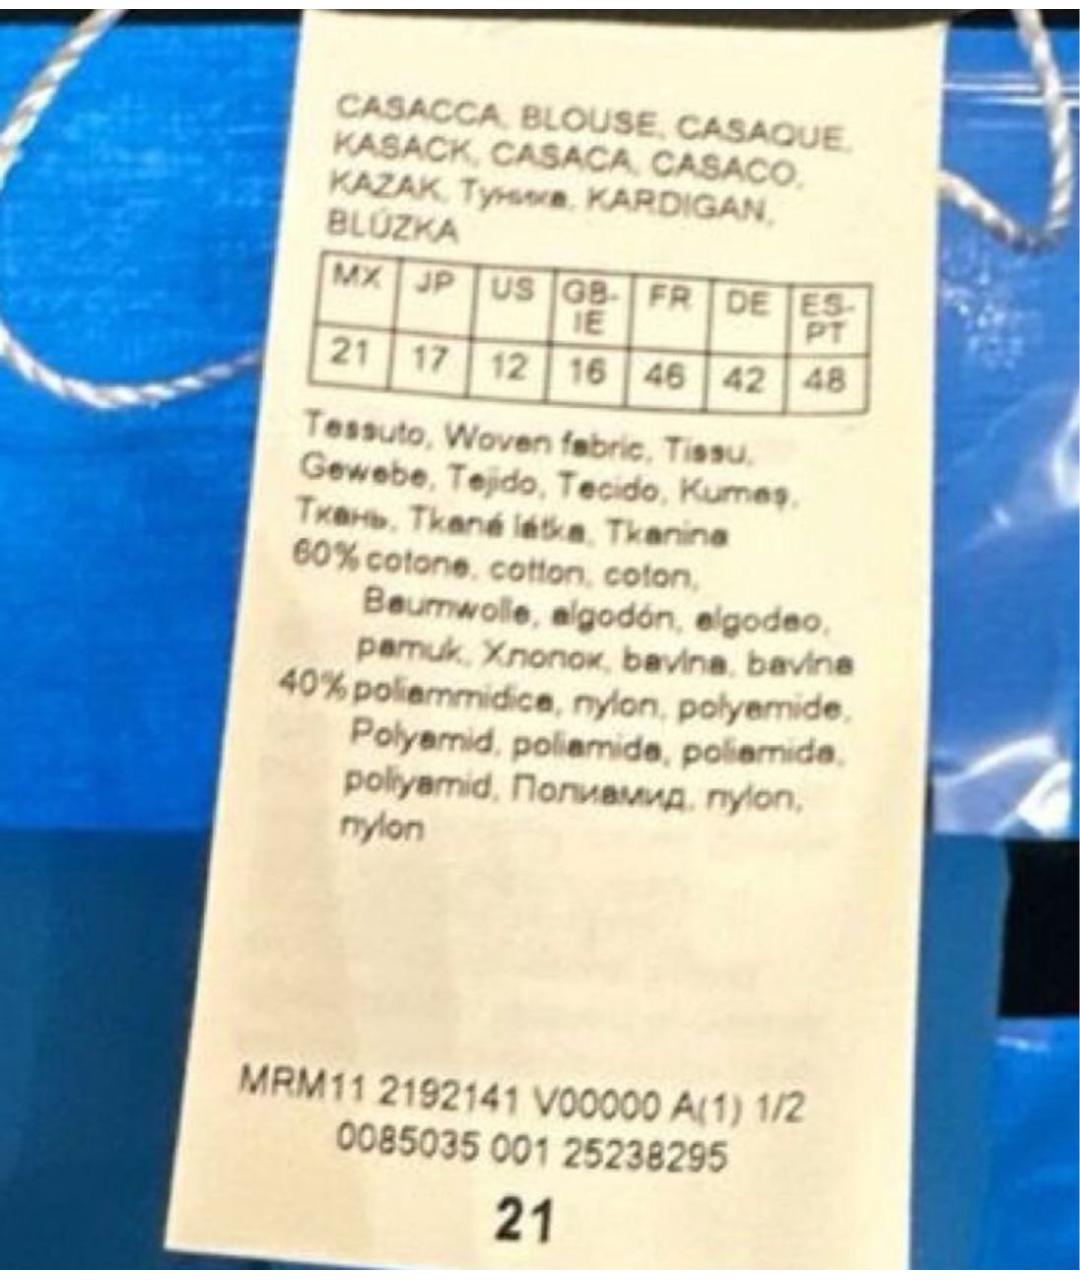 CASACCA, BLOUSE, CASAQUE,
KASACK, CASACA, CASACO,
KAZAK, Туника, KARDIGAN,
BLÚZKA
MX JP US GB-IE FR DE ES-PT
21 17 12 16 46 42 48
Tessuto, Woven fabric, Tissu,
Gewebe, Tejido, Tecido, Kumeş,
Ткань, Tkané látka, Tkanina
60% cotone, cotton, coton,
Baumwolle, algodón, algodao,
pamuk, Хлопок, bavlna, bavlna
40% poliammidica, nylon, polyamide,
Polyamid, poliamida, poliamida,
poliyamid, Полиамид, nylon,
nylon
MRM11 2192141 V00000 A(1) 1/2
0085035 001 25238295
21